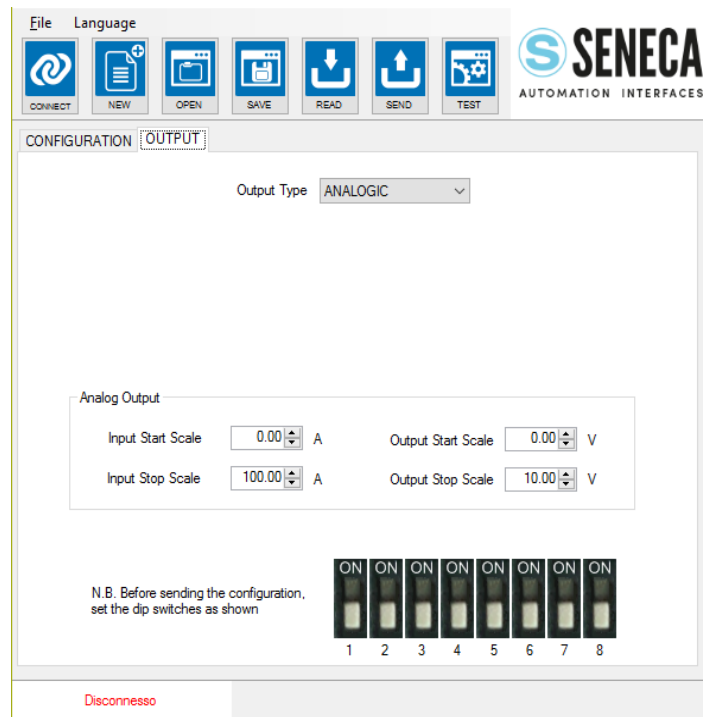 File Language
CONNECT NEW OPEN SAVE READ SEND TEST
S SENECA
AUTOMATION INTERFACES
CONFIGURATION OUTPUT
Output Type ANALOGIC
Analog Output
Input Start Scale 0.00 A Output Start Scale 0.00 V
Input Stop Scale 100.00 A Output Stop Scale 10.00 V
N.B. Before sending the configuration,
set the dip switches as shown
ON ON ON ON ON ON ON ON
1 2 3 4 5 6 7 8
Disconnesso